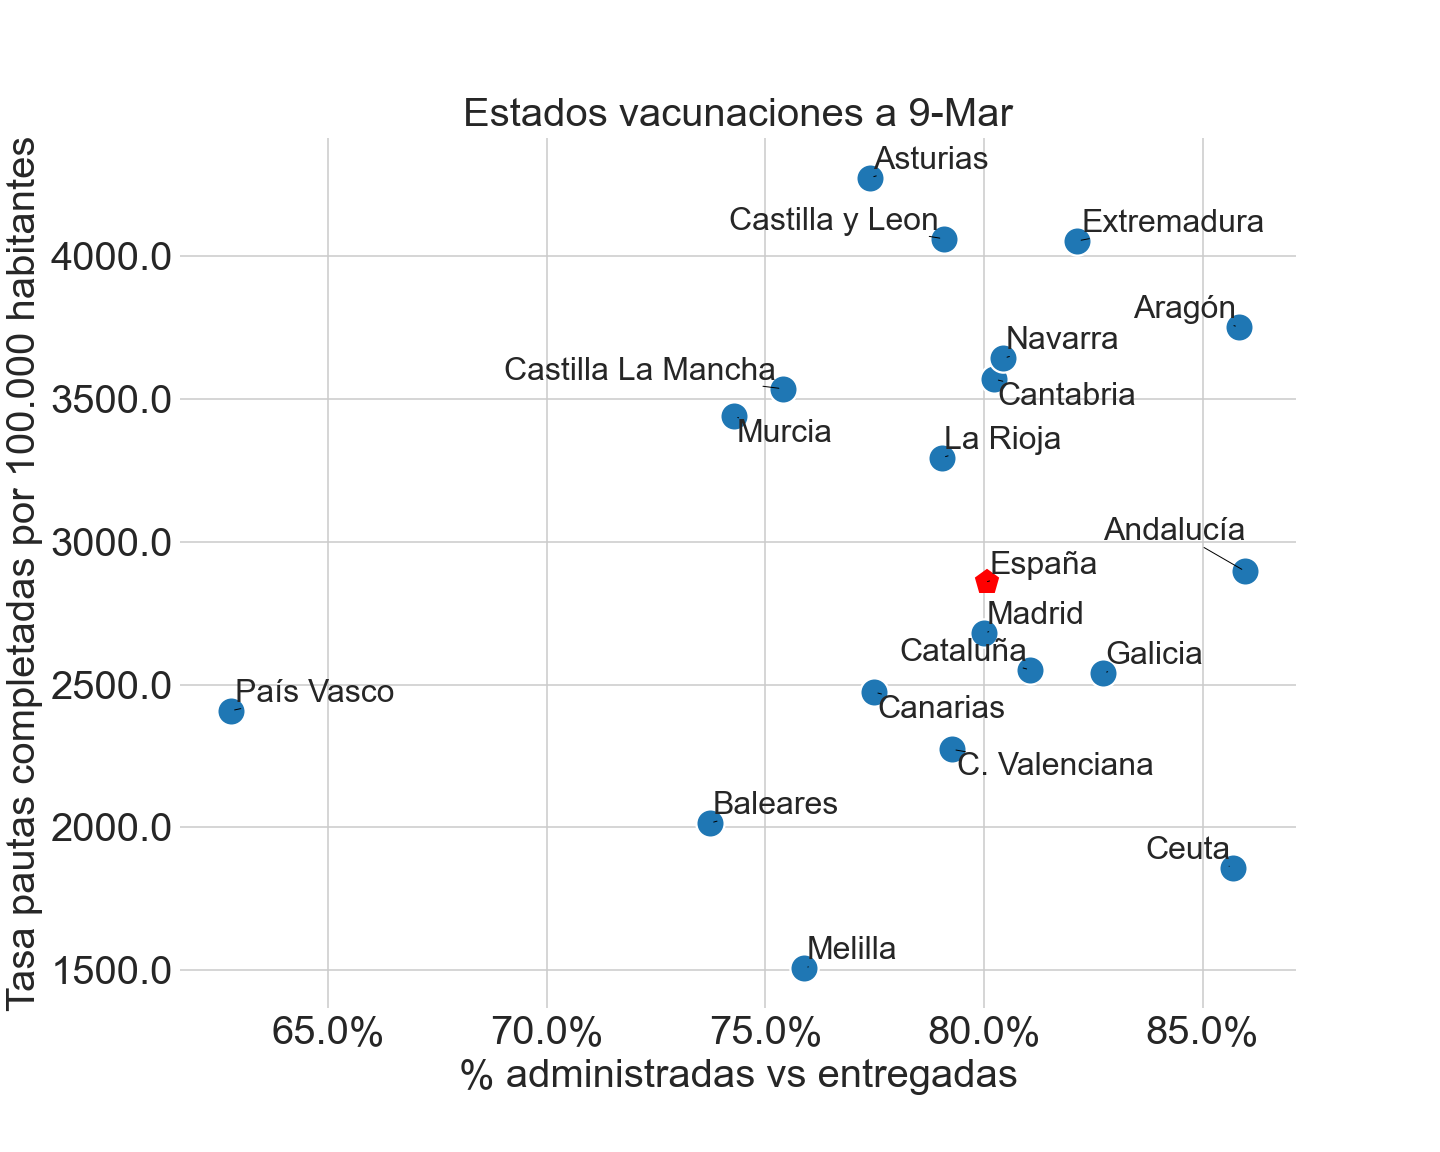 Estados vacunaciones a 9-Mar
Tasa pautas completadas por 100.000 habitantes
Asturias
Castilla y Leon
Extremadura
4000.0
Aragón
Navarra
Castilla La Mancha
Cantabria
3500.0
Murcia
La Rioja
Andalucía
3000.0
España
Madrid
Cataluña
Galicia
2500.0
País Vasco
Canarias
C. Valenciana
Baleares
2000.0
Ceuta
Melilla
1500.0
65.0% 70.0% 75.0% 80.0% 85.0%
% administradas vs entregadas